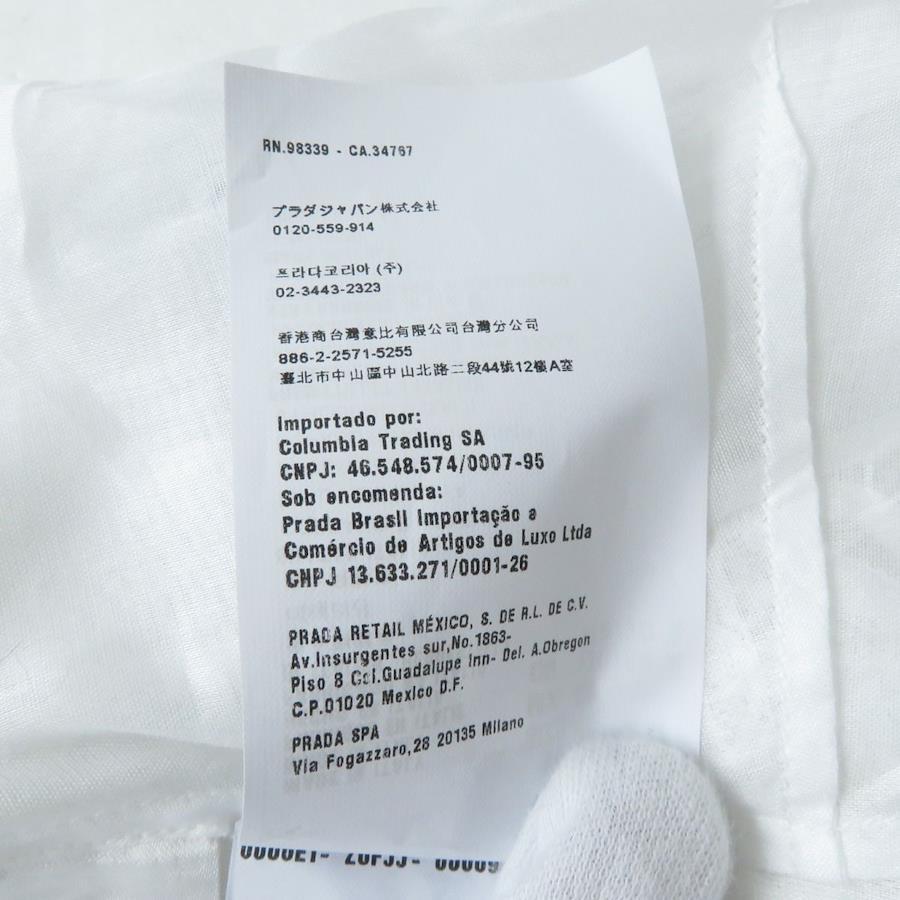 RN.98339 - CA.34767
プラダジャパン株式会社
0120-559-914
프라다코리아 (주)
02-3443-2323
香港商台灣意比有限公司台灣分公司
886-2-2571-5255
臺北市中山區中山北路二段44號12樓A室
Importado por:
Columbia Trading SA
CNPJ: 46.548.574/0007-95
Sob encomenda:
Prada Brasil Importação e
Comércio de Artigos de Luxo Ltda
CNPJ 13.633.271/0001-26
PRADA RETAIL MÉXICO, S. DE R.L. DE C.V.
Av.Insurgentes sur,No.1863-
Piso 8 Col.Guadalupe Inn- Del. A.Obregon
C.P.01020 Mexico D.F.
PRADA SPA
Via Fogazzaro,28 20135 Milano